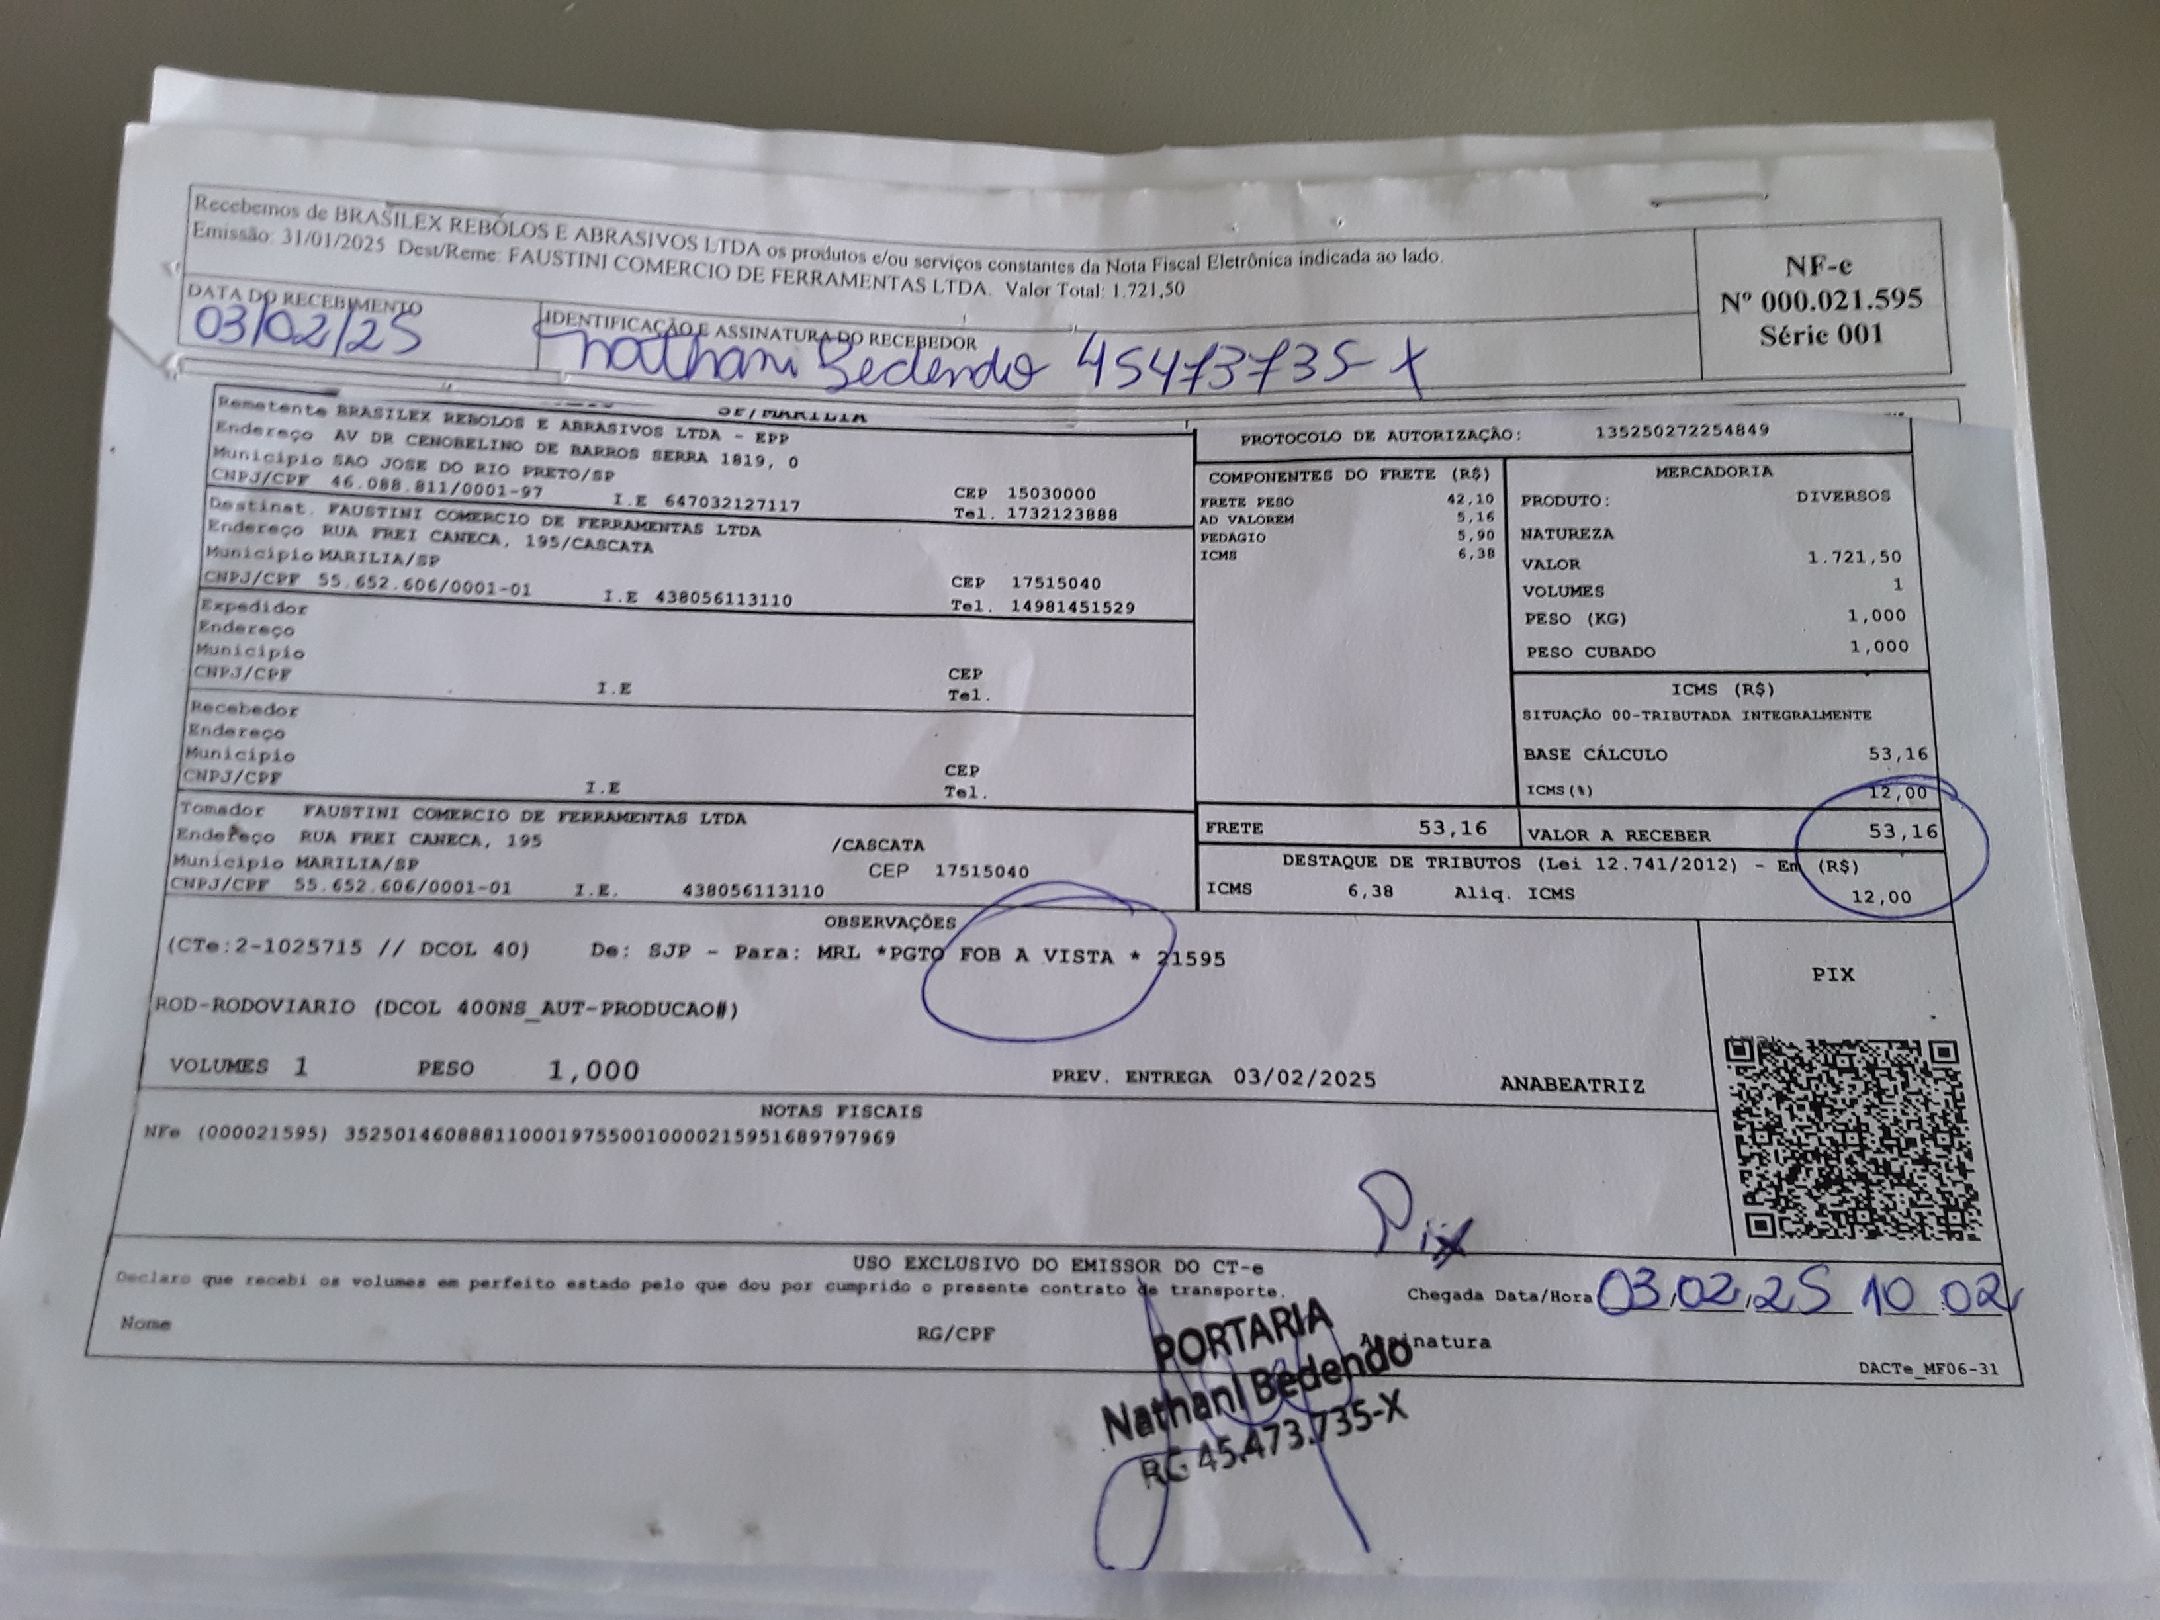 Recebemos de BRASILEX REBOLOS E ABRASIVOS LTDA os produtos e/ou serviços constantes da Nota Fiscal Eletrônica indicada ao lado.
Emissão: 31/01/2025 Dest/Reme: FAUSTINI COMERCIO DE FERRAMENTAS LTDA. Valor Total: 1.721,50
NF-e
Nº 000.021.595
Série 001
DATA DO RECEBIMENTO
03/02/25
IDENTIFICAÇÃO E ASSINATURA DO RECEBEDOR
Nathani Bedendo 45473735-X
Remetente BRASILEX REBOLOS E ABRASIVOS LTDA - EPP
Endereço AV DR CENOBELINO DE BARROS SERRA 1819, 0
Municipio SAO JOSE DO RIO PRETO/SP
CEP 15030000
CNPJ/CPF 46.088.811/0001-97 I.E 647032127117 Tel. 1732123888
Destinat. FAUSTINI COMERCIO DE FERRAMENTAS LTDA
Endereço RUA FREI CANECA, 195/CASCATA
Municipio MARILIA/SP CEP 17515040
CNPJ/CPF 55.652.606/0001-01 I.E 438056113110 Tel. 14981451529
Expedidor
Endereço
Municipio CEP
CNPJ/CPF I.E Tel.
Recebedor
Endereço
Municipio CEP
CNPJ/CPF I.E Tel.
Tomador FAUSTINI COMERCIO DE FERRAMENTAS LTDA
Endereço RUA FREI CANECA, 195 /CASCATA
Municipio MARILIA/SP CEP 17515040
CNPJ/CPF 55.652.606/0001-01 I.E. 438056113110
PROTOCOLO DE AUTORIZAÇÃO: 135250272254849
COMPONENTES DO FRETE (R$)
FRETE PESO 42,10
AD VALOREM 5,16
PEDAGIO 5,90
ICMS 6,38
MERCADORIA
PRODUTO: DIVERSOS
NATUREZA
VALOR 1.721,50
VOLUMES 1
PESO (KG) 1,000
PESO CUBADO 1,000
ICMS (R$)
SITUAÇÃO 00-TRIBUTADA INTEGRALMENTE
BASE CÁLCULO 53,16
ICMS(%) 12,00
FRETE 53,16 VALOR A RECEBER 53,16
DESTAQUE DE TRIBUTOS (Lei 12.741/2012) - Em (R$)
ICMS 6,38 Aliq. ICMS 12,00
OBSERVAÇÕES
(CTe:2-1025715 // DCOL 40) De: SJP - Para: MRL *PGTO FOB A VISTA * 21595
ROD-RODOVIARIO (DCOL 400NS_AUT-PRODUCAO#)
VOLUMES 1 PESO 1,000 PREV. ENTREGA 03/02/2025 ANABEATRIZ
PIX
NOTAS FISCAIS
NFe (000021595) 35250146088811000197550010000215951689797969
Pix
USO EXCLUSIVO DO EMISSOR DO CT-e
Declaro que recebi os volumes em perfeito estado pelo que dou por cumprido o presente contrato de transporte.
Chegada Data/Hora 03.02.25 10 02
Nome RG/CPF Assinatura
DACTe_MF06-31
PORTARIA
Nathani Bedendo
RG 45.473.735-X